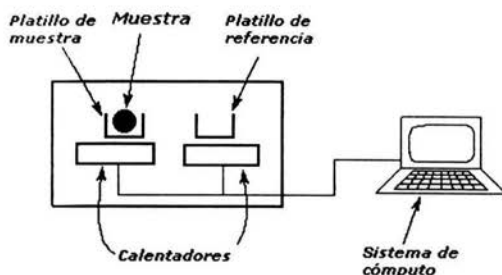 Platillo de
muestra
Muestra
Platillo de
referencia
Calentadores
Sistema de
cómputo